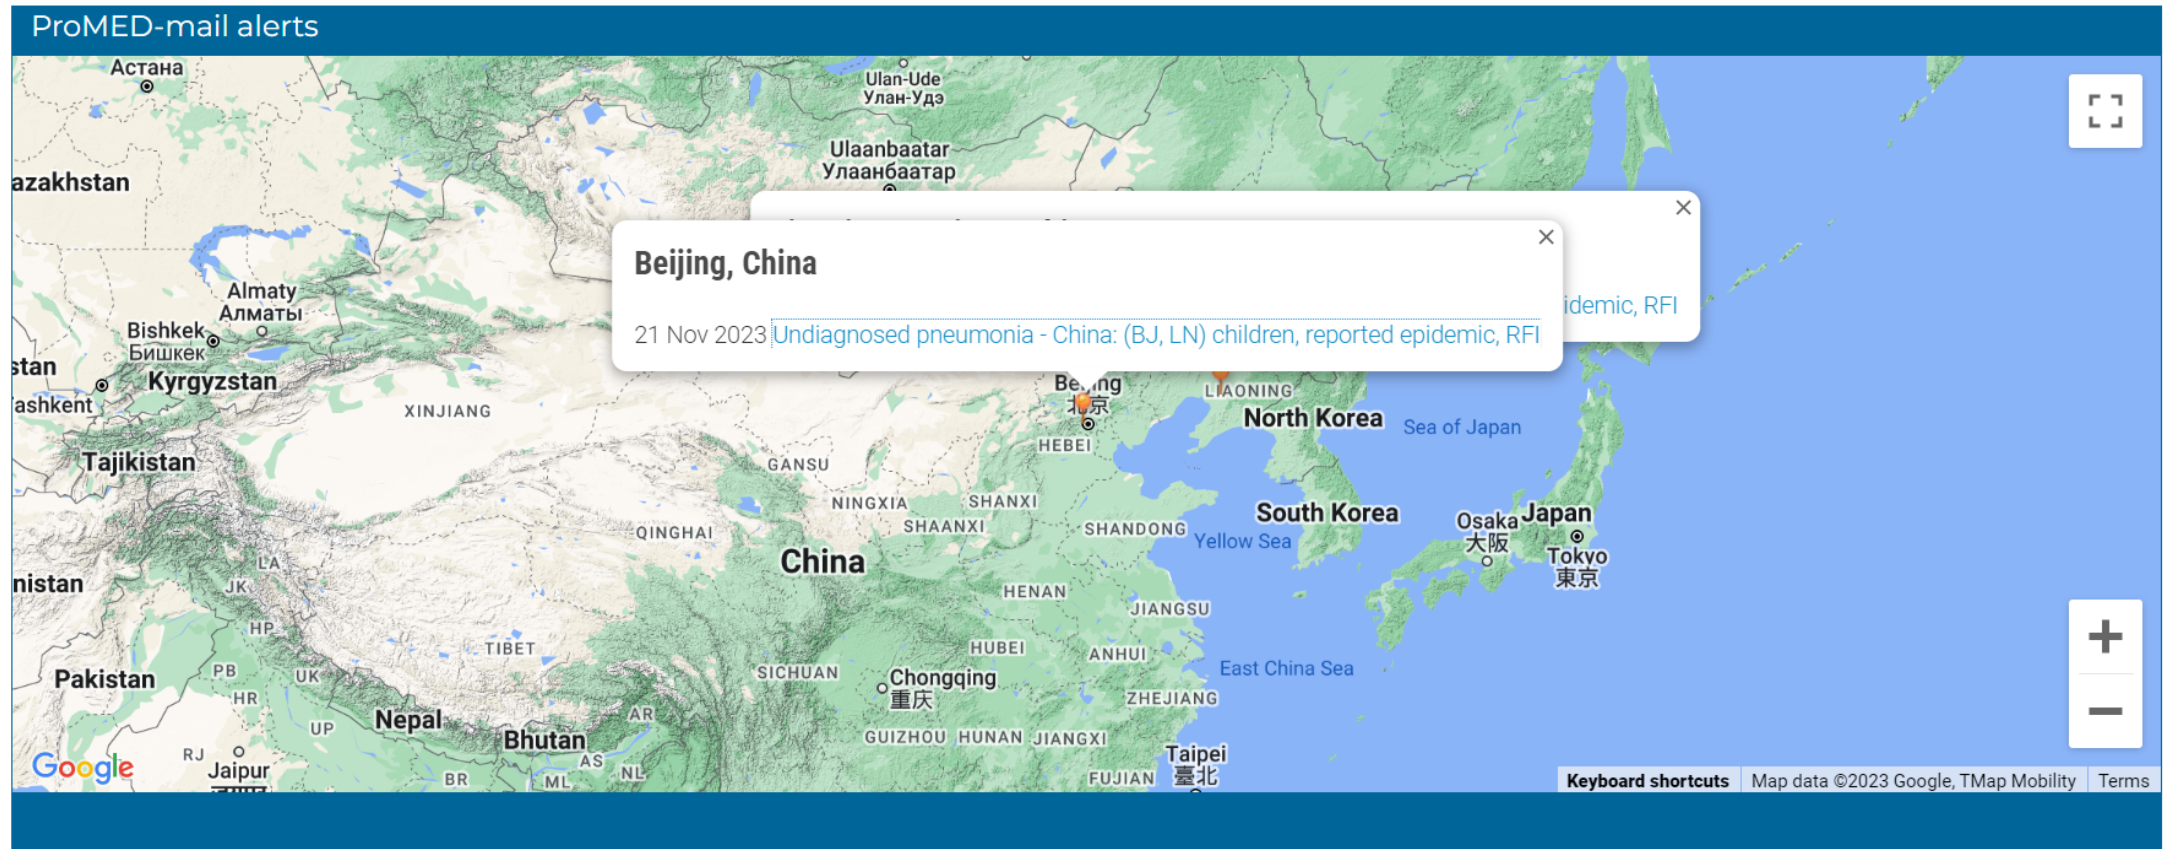 ProMED-mail alerts
Астана
Ulan-Ude
Улан-Удэ
Ulaanbaatar
Улаанбаатар
azakhstan
Beijing, China
21 Nov 2023 Undiagnosed pneumonia - China: (BJ, LN) children, reported epidemic, RFI
idemic, RFI
Almaty
Алматы
Bishkek
Бишкек
stan
Kyrgyzstan
ashkent
XINJIANG
Beijing
北京
LIAONING
North Korea
Sea of Japan
HEBEI
Tajikistan
GANSU
NINGXIA
SHANXI
SHAANXI
SHANDONG
QINGHAI
South Korea
Yellow Sea
Osaka
大阪
Japan
Tokyo
東京
China
LA
JK
nistan
HENAN
JIANGSU
HP
TIBET
HUBEI
ANHUI
East China Sea
SICHUAN
Chongqing
重庆
Pakistan
PB
UK
HR
ZHEJIANG
UP
Nepal
AR
Bhutan
GUIZHOU
HUNAN
JIANGXI
RJ
Jaipur
AS
NL
BR
ML
Taipei
臺北
FUJIAN
Google
Keyboard shortcuts
Map data ©2023 Google, TMap Mobility
Terms